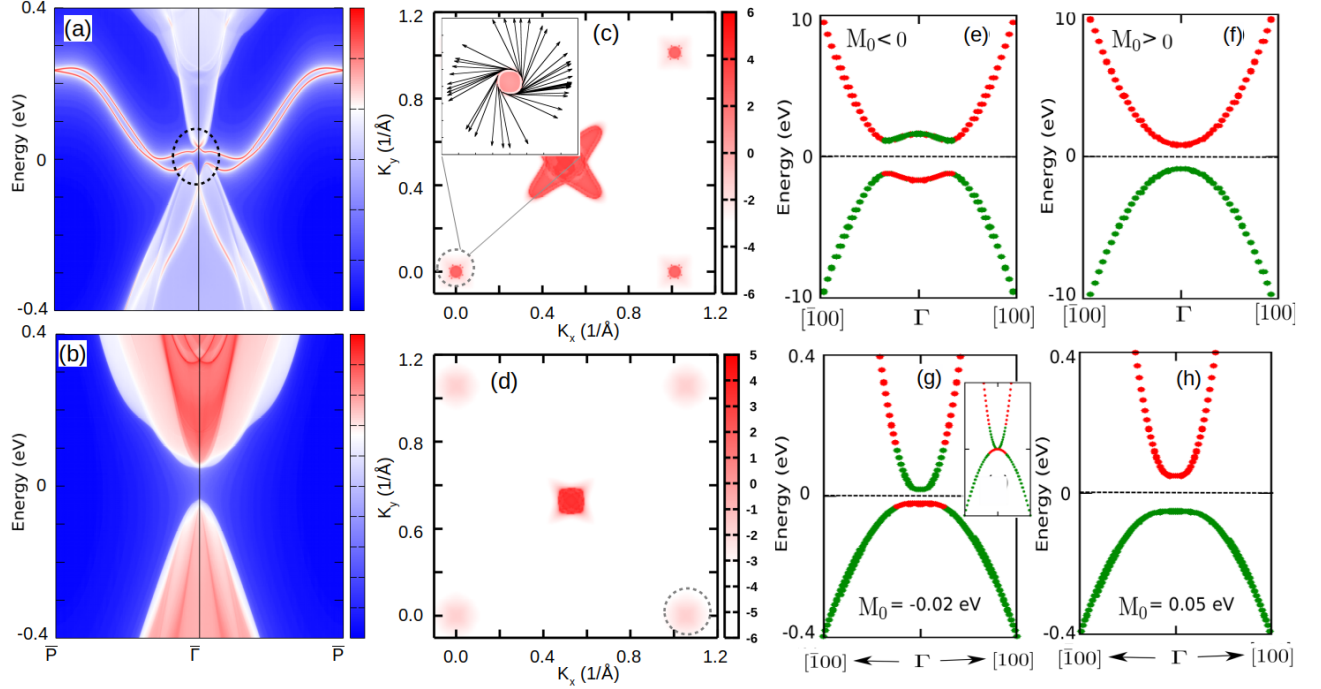 (a)
0.4
0
-0.4
Energy (eV)
(b)
0.4
0
-0.4
Energy (eV)
P̅
Γ̅
P̅
(c)
1.2
0.8
0.4
0.0
K_y (1/Å)
0.0
0.4
0.8
1.2
K_x (1/Å)
6
4
2
0
-2
-4
-6
(d)
1.2
0.8
0.4
0.0
K_y (1/Å)
0.0
0.4
0.8
1.2
K_x (1/Å)
5
4
3
2
1
0
-1
-2
-3
-4
-5
-6
M₀<0
(e)
10
0
-10
Energy (eV)
[1̅00]
Γ
[100]
M₀>0
(f)
10
0
-10
Energy (eV)
[1̅00]
Γ
[100]
(g)
0.4
0
-0.4
Energy (eV)
M₀= -0.02 eV
[1̅00]
Γ
[100]
(h)
0.4
0
-0.4
Energy (eV)
M₀= 0.05 eV
[1̅00]
Γ
[100]